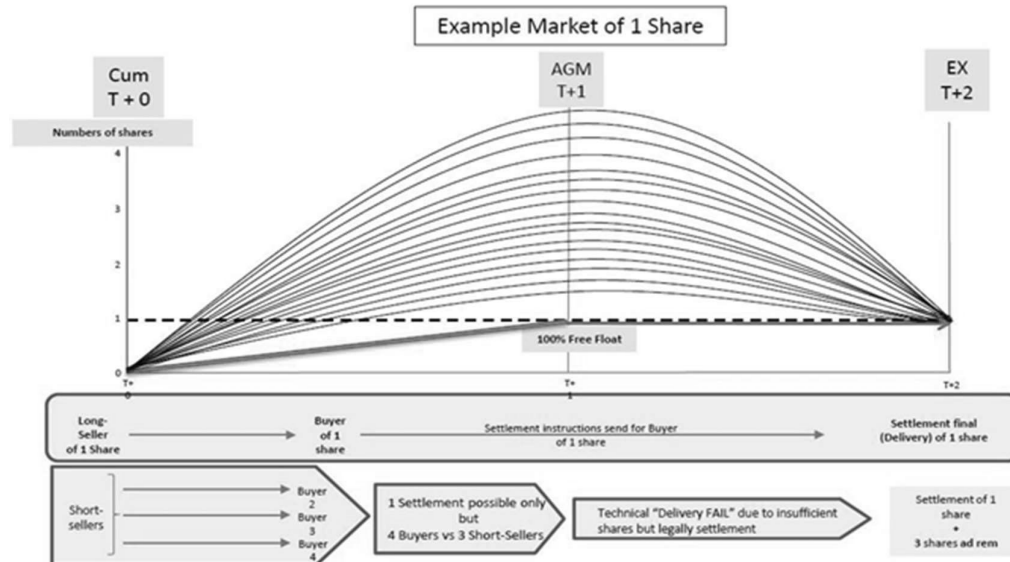 Example Market of 1 Share
Cum
T + 0
AGM
T+1
EX
T+2
Numbers of shares
4
3
2
1
0
100% Free Float
T+
0
T+
1
T+2
Long-
Seller
of 1 Share
Buyer
of 1
share
Settlement instructions send for Buyer
of 1 share
Settlement final
(Delivery) of 1 share
Short-
sellers
Buyer
2
Buyer
3
Buyer
4
1 Settlement possible only
but
4 Buyers vs 3 Short-Sellers
Technical "Delivery FAIL" due to insufficient
shares but legally settlement
Settlement of 1
share
+
3 shares ad rem